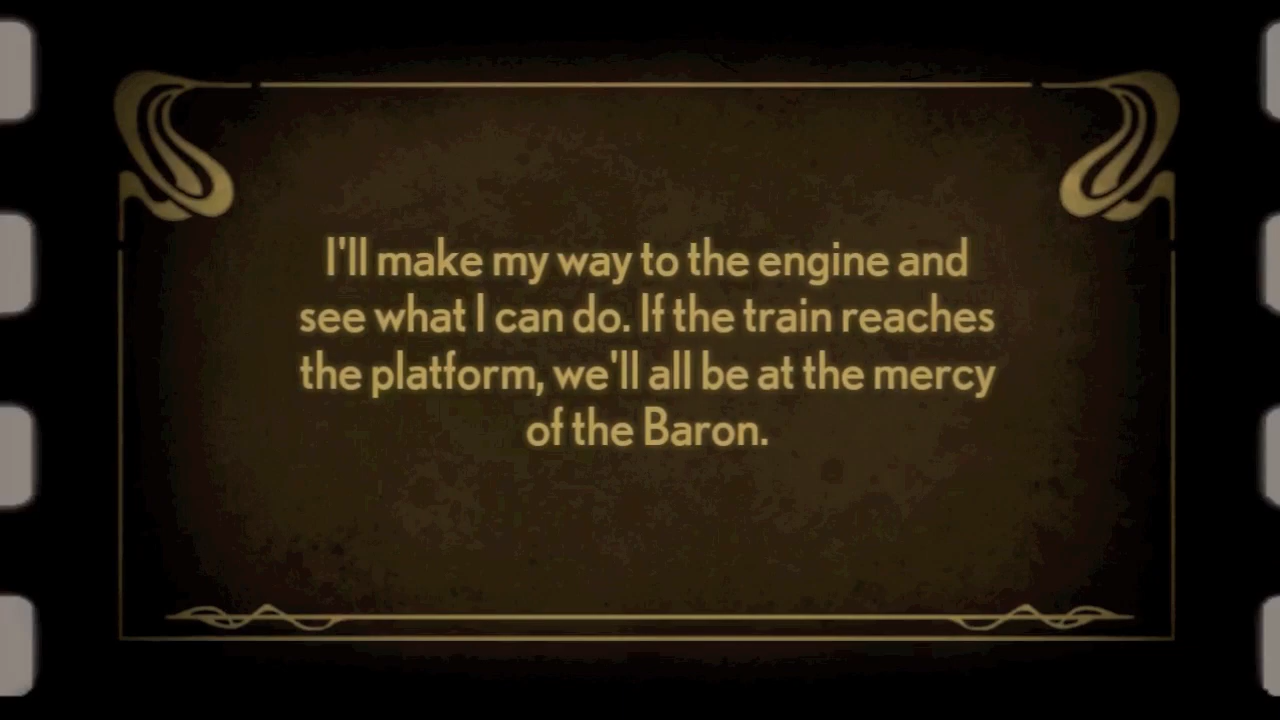 I'll make my way to the engine and
see what I can do. If the train reaches
the platform, we'll all be at the mercy
of the Baron.